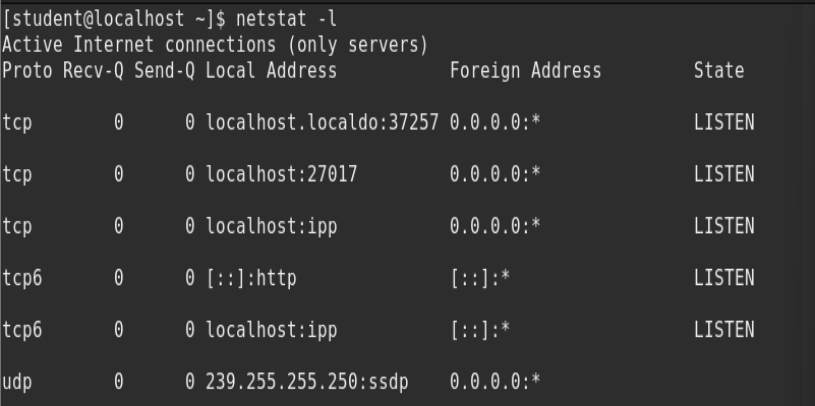 [student@localhost ~]$ netstat -l
Active Internet connections (only servers)
Proto Recv-Q Send-Q Local Address           Foreign Address         State
tcp        0      0 localhost.localdo:37257 0.0.0.0:*               LISTEN
tcp        0      0 localhost:27017         0.0.0.0:*               LISTEN
tcp        0      0 localhost:ipp           0.0.0.0:*               LISTEN
tcp6       0      0 [::]:http               [::]:*                  LISTEN
tcp6       0      0 localhost:ipp           [::]:*                  LISTEN
udp        0      0 239.255.255.250:ssdp    0.0.0.0:*